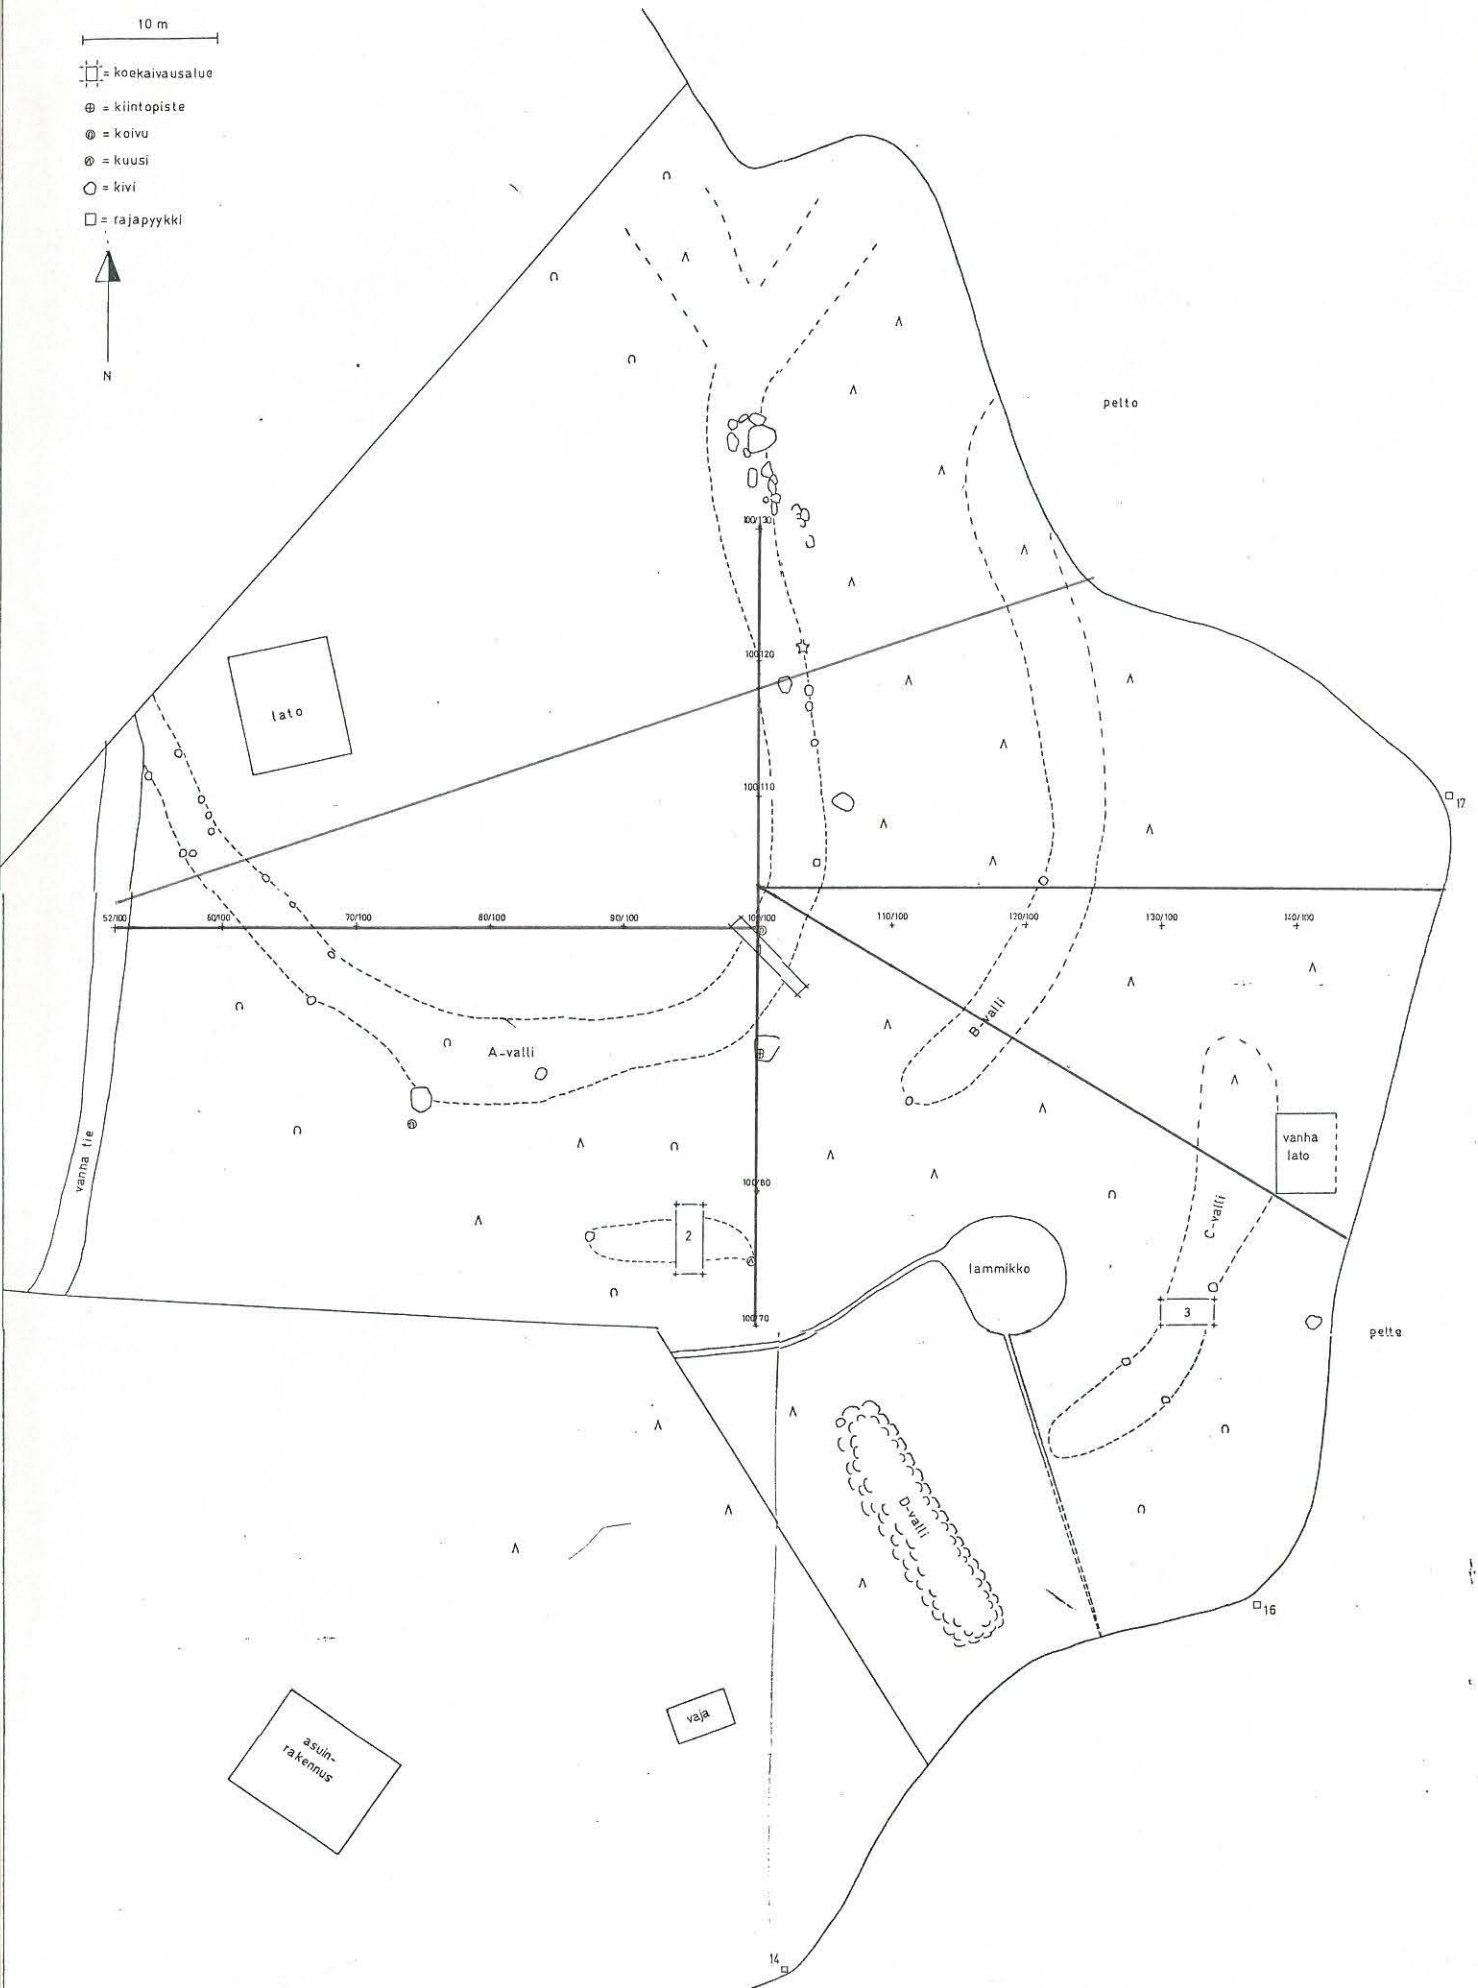 10 m
= koekaivausalue
= kiintopiste
= koivu
= kuusi
= kivi
= rajapyykki
N
pelto
100/130
100/120
lato
100/110
17
52/100 60/100 70/100 80/100 90/100 100/100 110/100 120/100 130/100 140/100
B-valli
A-valli
vanha tie
vanha
lato
100/80
C-valli
2
lammikko
3
100/70
pelto
D-valli
16
vaja
asuin-
rakennus
14